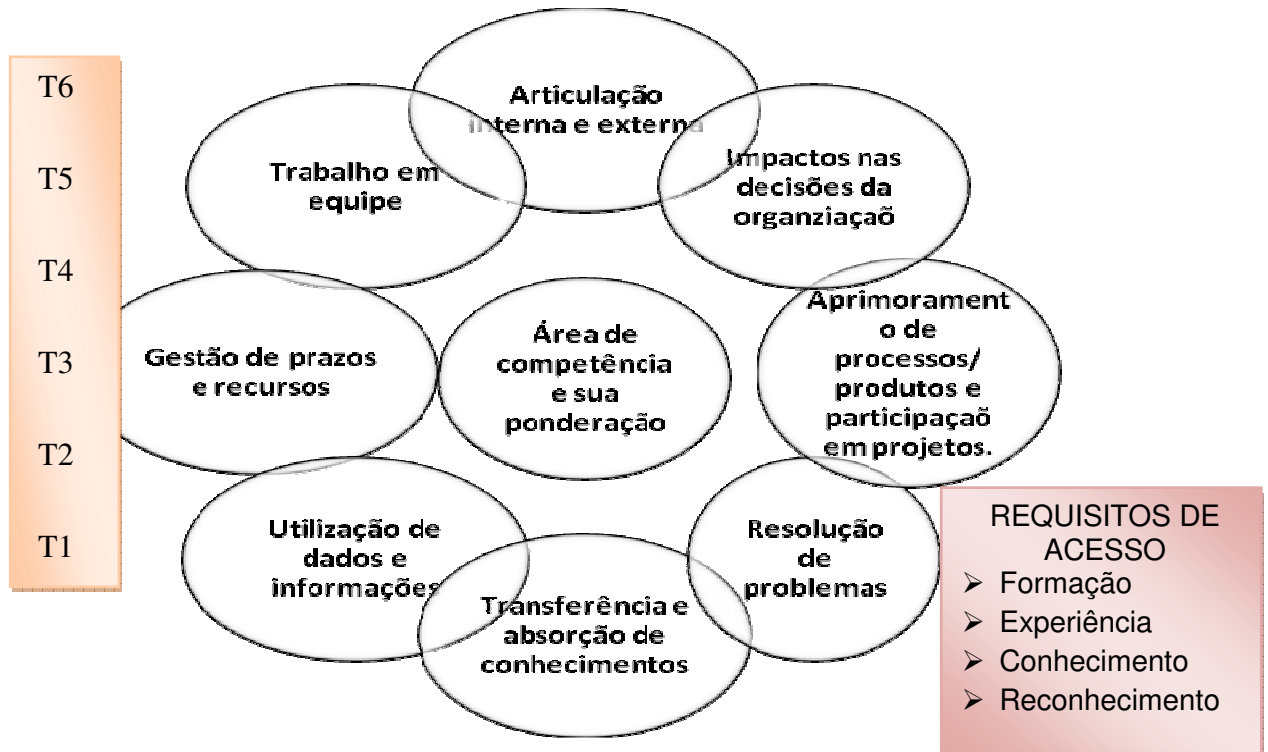 T6
T5
T4
T3
T2
T1
Articulação
interna e externa
Trabalho em
equipe
Impactos nas
decisões da
organziaçaõ
Gestão de prazos
e recursos
Área de
competência
e sua
ponderação
Aprimorament
o de
processos/
produtos e
participaçaõ
em projetos.
Utilização de
dados e
informações
Transferência e
absorção de
conhecimentos
Resolução
de
problemas
REQUISITOS DE
ACESSO
➢ Formação
➢ Experiência
➢ Conhecimento
➢ Reconhecimento